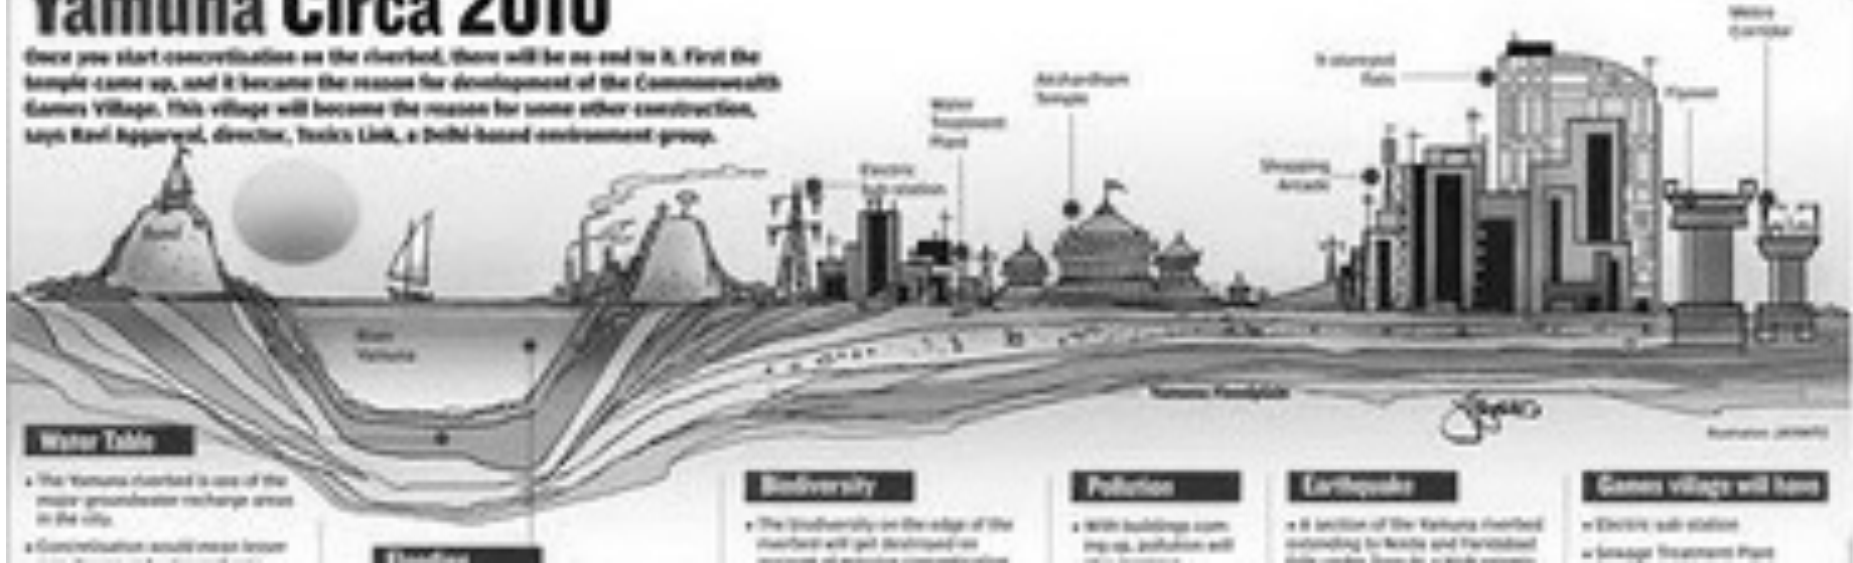 Yamuna Circa 2010
Once you start concretisation on the riverbed, there will be no end to it. First the
temple came up, and it became the reason for development of the Commonwealth
Games Village. This village will become the reason for some other construction,
says Ravi Aggarwal, director, Toxics Link, a Delhi-based environment group.
Metro
Corridor
flats
Akshardham
Temple
Flyover
Water
Treatment
Plant
Shopping
Arcade
Electric
Sub station
River
Yamuna
Yamuna Floodplain
Water Table
• The Yamuna riverbed is one of the
major groundwater recharge areas
in the city.
• Concretisation would mean lesser
Flooding
Biodiversity
• The biodiversity on the edge of the
riverbed will get destroyed on
Pollution
• With buildings com-
ing up, pollution will
Earthquake
• A section of the Yamuna riverbed
extending to Noida and Faridabad
Games village will have
• Electric sub station
• Sewage Treatment Plant